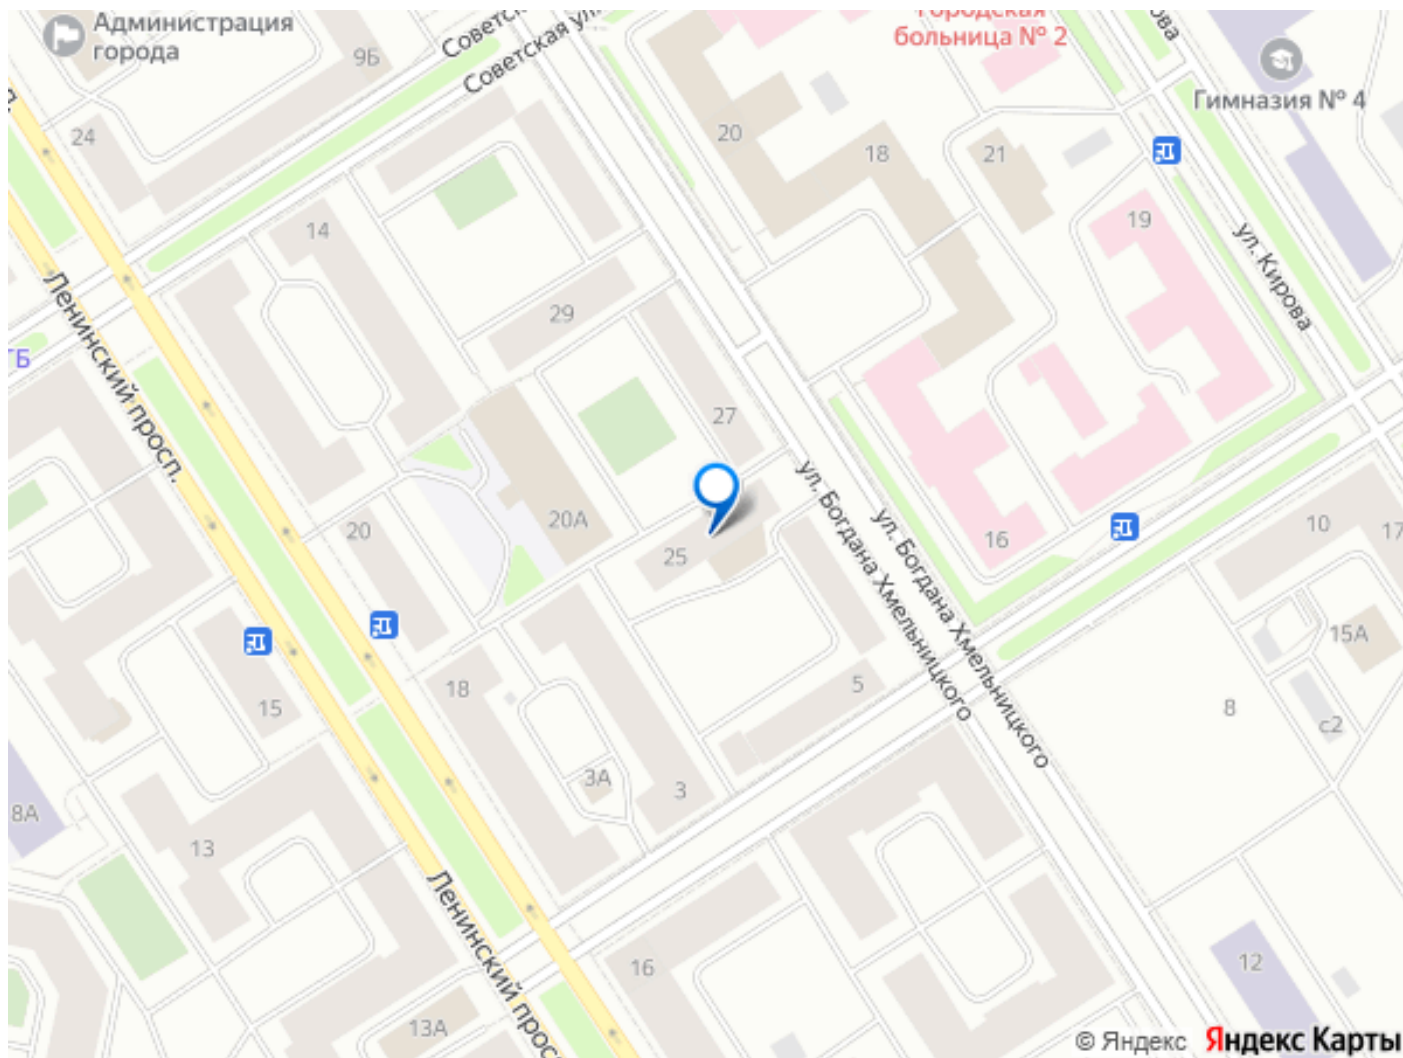 Администрация
города
Советская ул.
Городская
больница № 2
Гимназия № 4
9Б
24
20
18
21
19
14
29
ул. Кирова
ГБ
Ленинский просп.
27
20
20А
25
16
10
17
ул. Богдана Хмельницкого
ул. Богдана Хмельницкого
15А
15
18
5
8
с2
3А
3
8А
13
Ленинский просп.
16
12
13А
© Яндекс Яндекс Карты